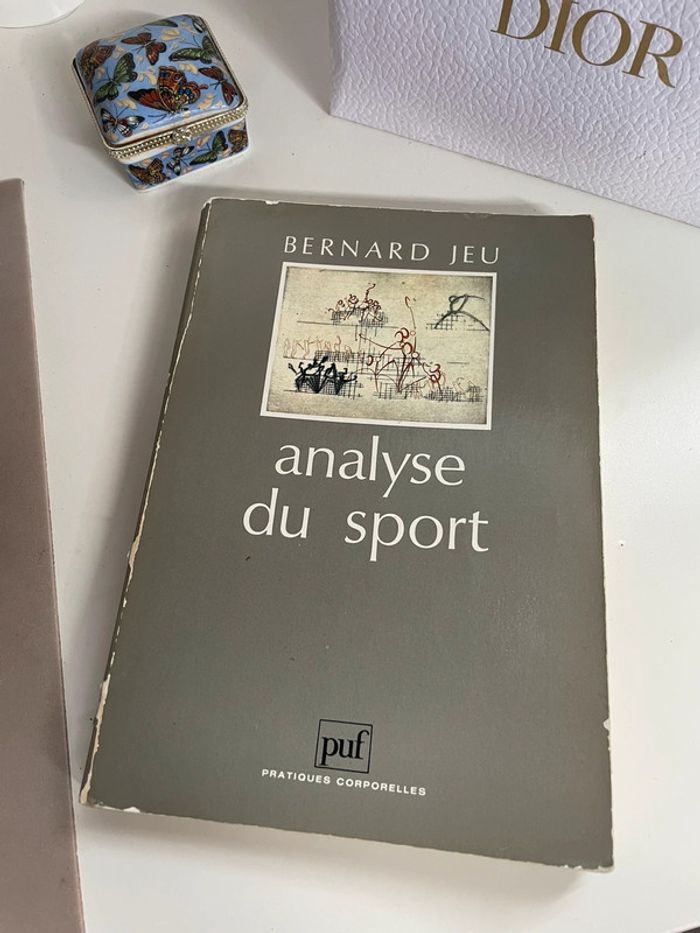 DIOR
BERNARD JEU
analyse
du sport
puf
PRATIQUES CORPORELLES